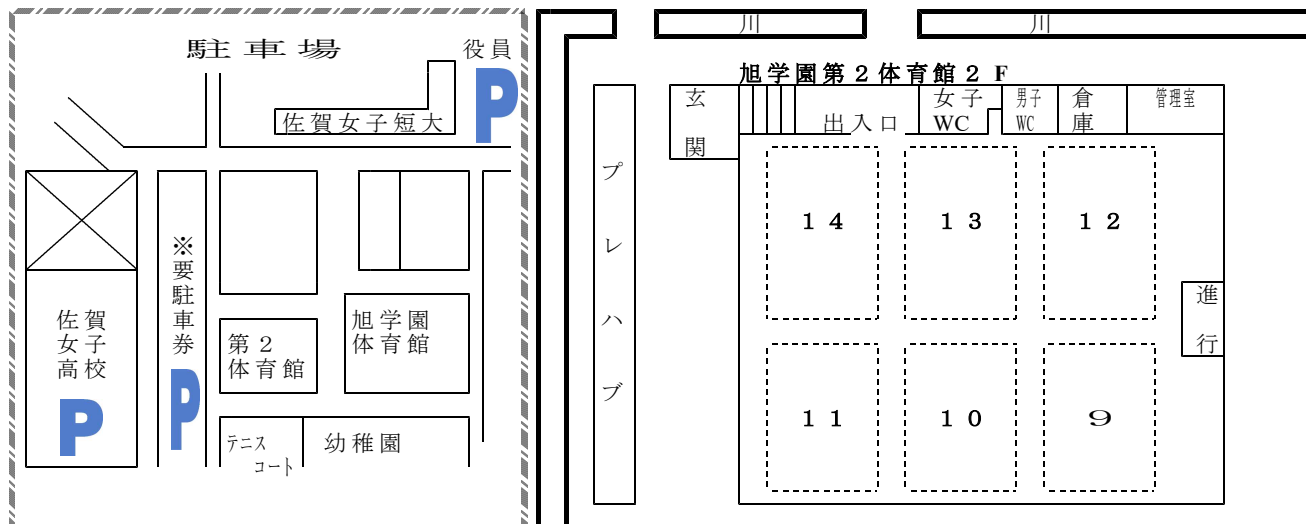 駐車場
役員
P
佐賀女子短大
※要駐車券
P
佐賀
女子
高校
P
第2
体育館
旭学園
体育館
テニス
コート
幼稚園
川
川
旭学園第2体育館2F
プレハブ
玄関
出入口
女子
WC
男子
WC
倉庫
管理室
14
13
12
進行
11
10
9